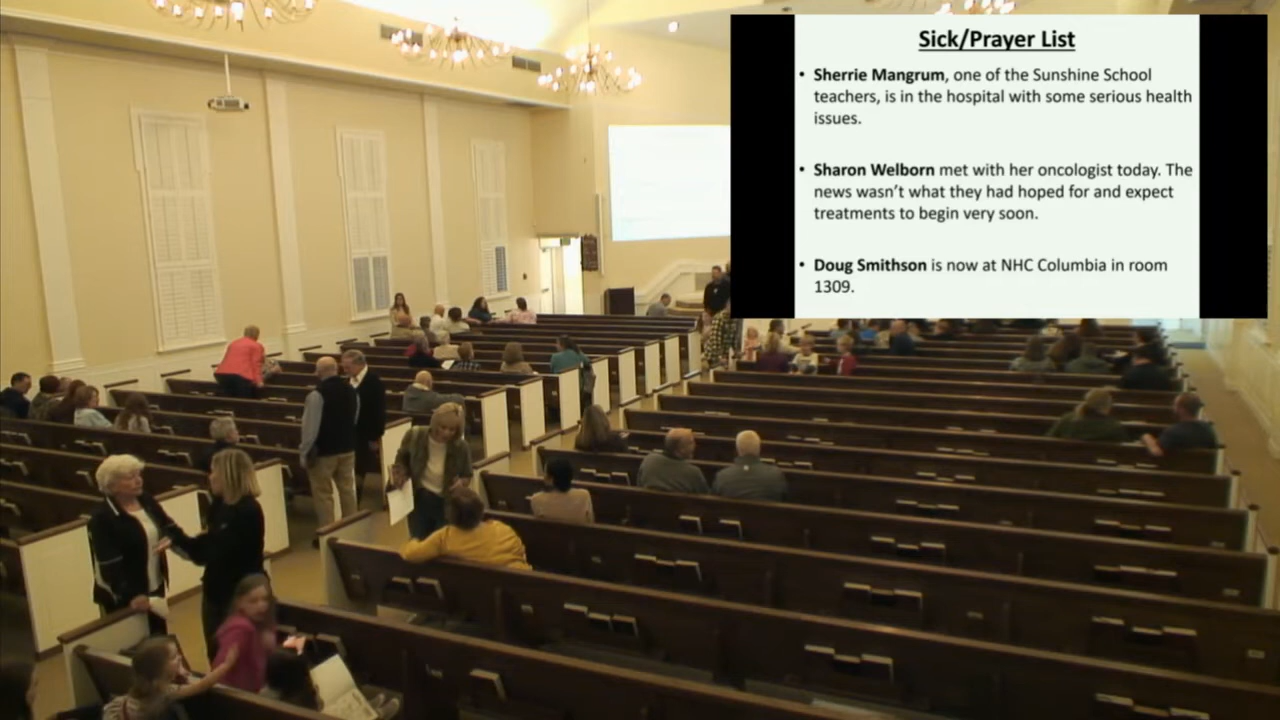 Sick/Prayer List
• Sherrie Mangrum, one of the Sunshine School
teachers, is in the hospital with some serious health
issues.
• Sharon Welborn met with her oncologist today. The
news wasn’t what they had hoped for and expect
treatments to begin very soon.
• Doug Smithson is now at NHC Columbia in room
1309.